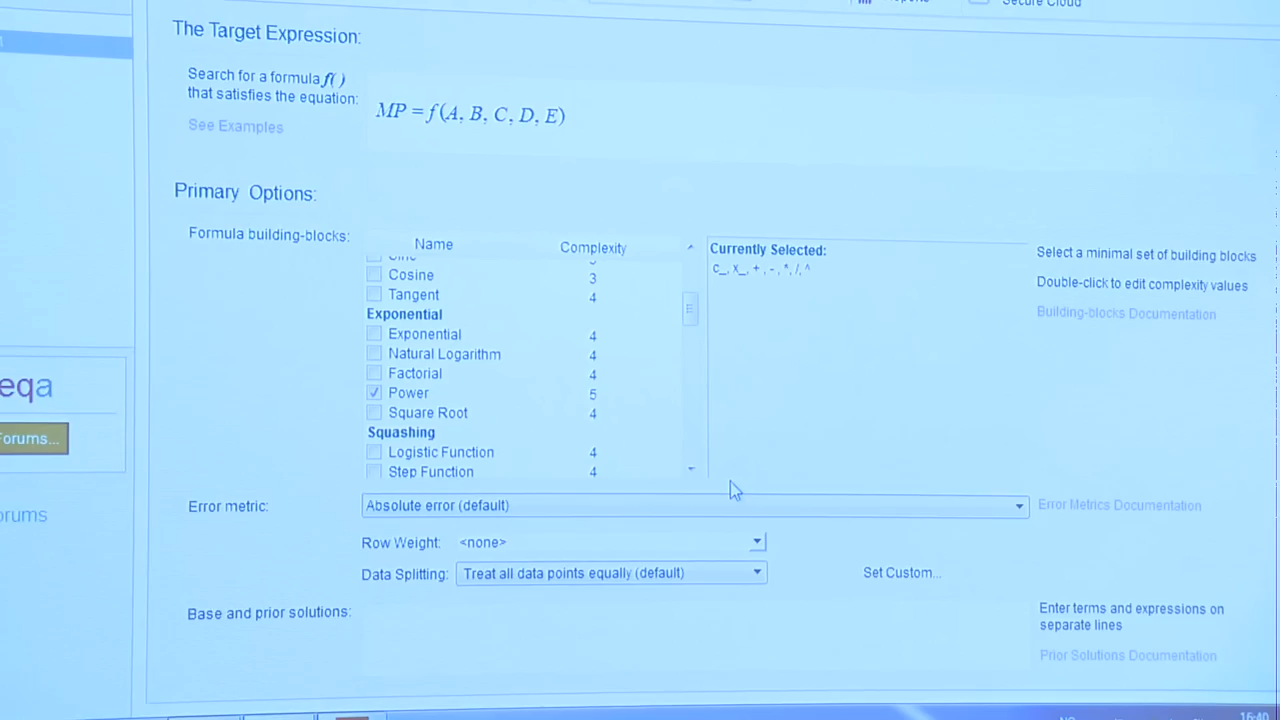 Secure Cloud
The Target Expression:
Search for a formula f( )
that satisfies the equation:
MP = f(A, B, C, D, E)
See Examples
Primary Options:
Formula building-blocks:
Name Complexity
Currently Selected:
c_, x_, +, -, *, /, ^
Select a minimal set of building blocks
Double-click to edit complexity values
Building-blocks Documentation
Cosine 3
Tangent 4
Exponential
Exponential 4
Natural Logarithm 4
Factorial 4
Power 5
Square Root 4
Squashing
Logistic Function 4
Step Function 4
eqa
Forums...
orums
Error metric: Absolute error (default) Error Metrics Documentation
Row Weight: <none>
Data Splitting: Treat all data points equally (default) Set Custom...
Base and prior solutions:
Enter terms and expressions on
separate lines
Prior Solutions Documentation